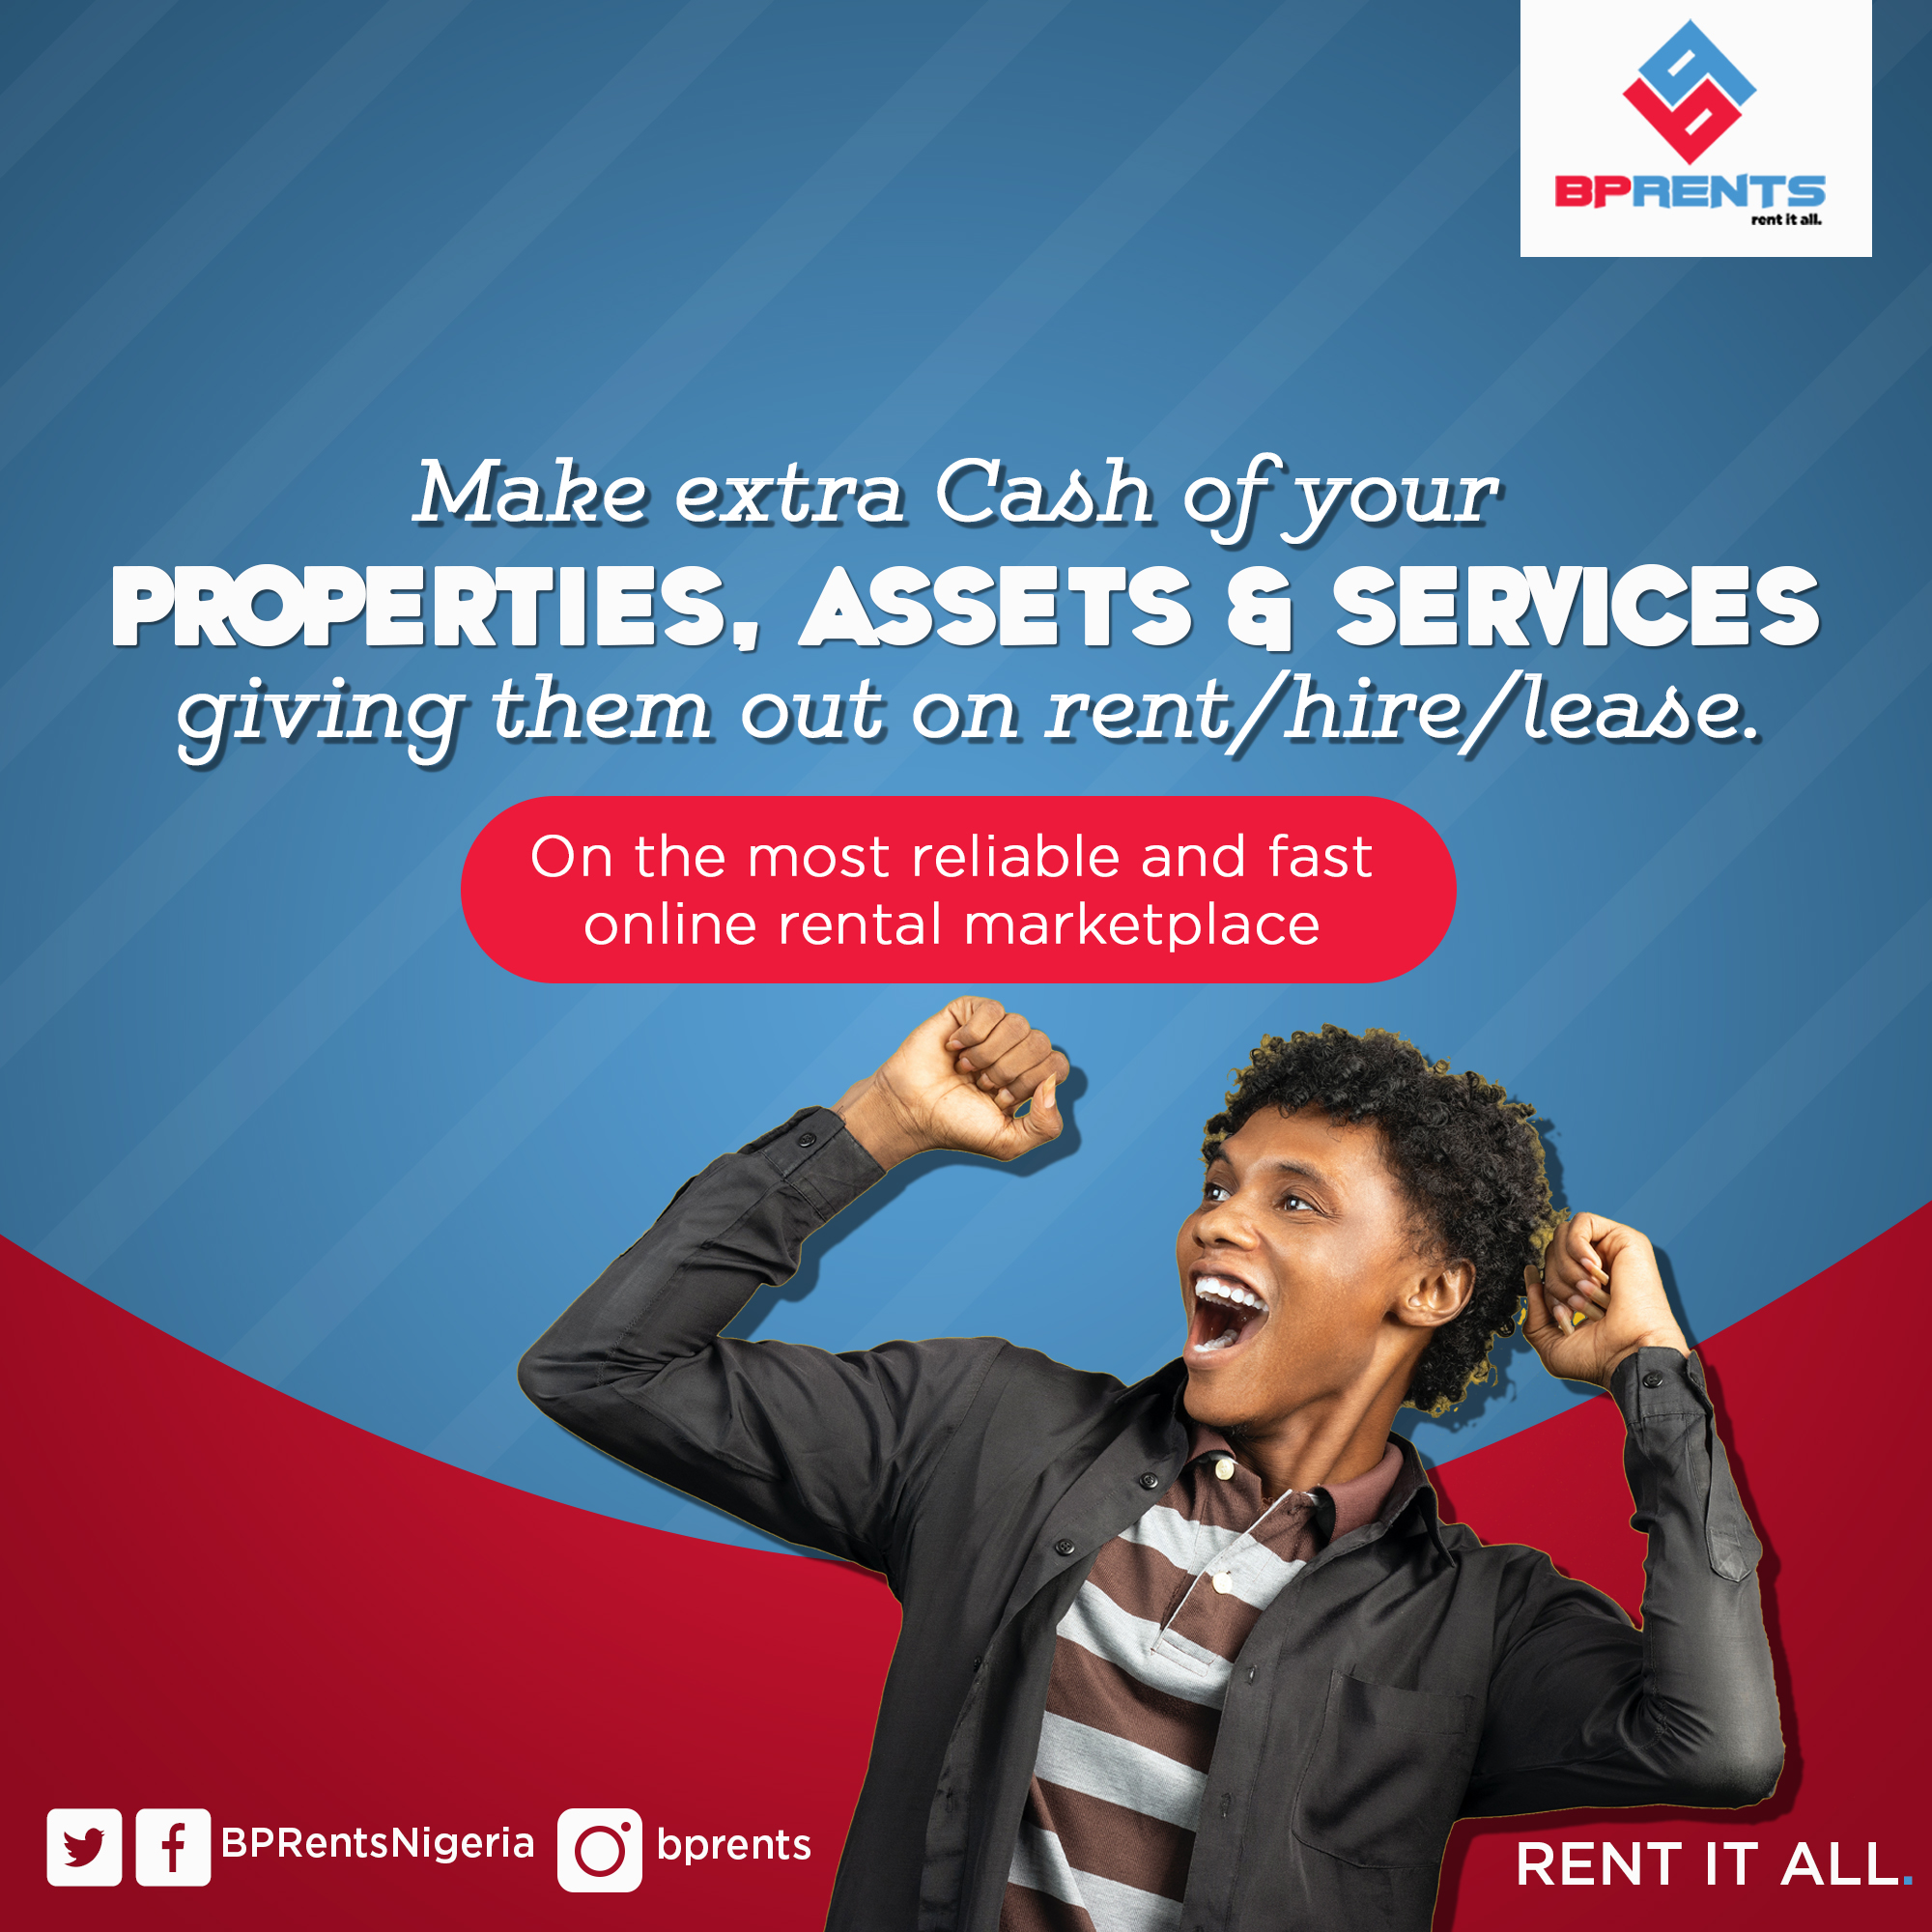 BPRENTS
rent it all.
Make extra Cash of your
PROPERTIES, ASSETS & SERVICES
giving them out on rent/hire/lease.
On the most reliable and fast
online rental marketplace
BPRentsNigeria bprents
RENT IT ALL.